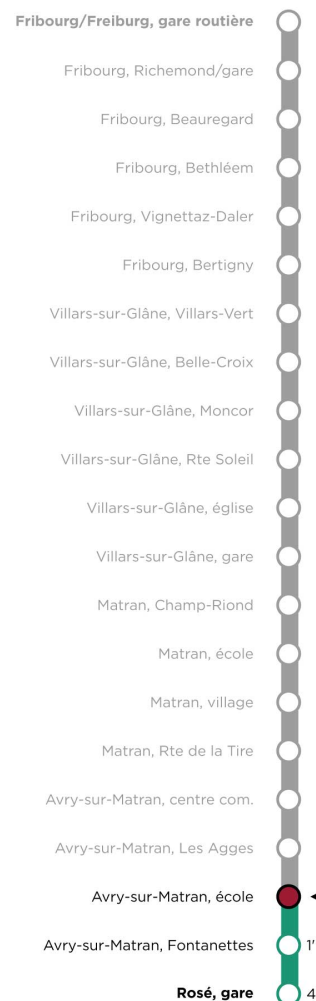 Fribourg/Freiburg, gare routière
Fribourg, Richemond/gare
Fribourg, Beauregard
Fribourg, Bethléem
Fribourg, Vignettaz-Daler
Fribourg, Bertigny
Villars-sur-Glâne, Villars-Vert
Villars-sur-Glâne, Belle-Croix
Villars-sur-Glâne, Moncor
Villars-sur-Glâne, Rte Soleil
Villars-sur-Glâne, église
Villars-sur-Glâne, gare
Matran, Champ-Riond
Matran, école
Matran, village
Matran, Rte de la Tire
Avry-sur-Matran, centre com.
Avry-sur-Matran, Les Agges
Avry-sur-Matran, école
Avry-sur-Matran, Fontanettes 1'
Rosé, gare 4